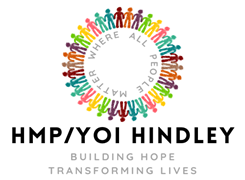 WHERE ALL PEOPLE MATTER
HMP/YOI HINDLEY
BUILDING HOPE
TRANSFORMING LIVES